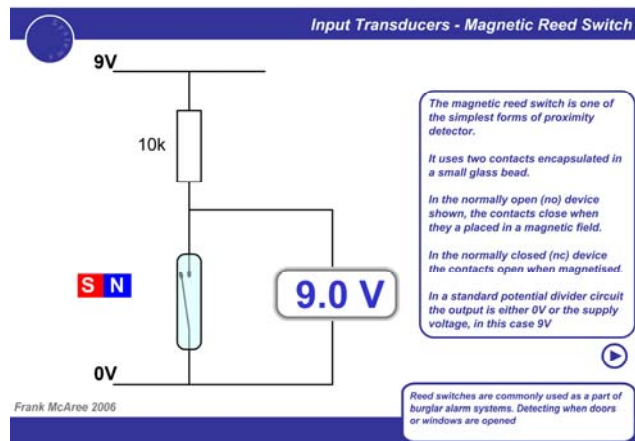 Input Transducers - Magnetic Reed Switch
9V
10k
S N
9.0 V
0V
The magnetic reed switch is one of
the simplest forms of proximity
detector.
It uses two contacts encapsulated in
a small glass bead.
In the normally open (no) device
shown, the contacts close when
they a placed in a magnetic field.
In the normally closed (nc) device
the contacts open when magnetised.
In a standard potential divider circuit
the output is either 0V or the supply
voltage, in this case 9V
Frank McAree 2006
Reed switches are commonly used as a part of
burglar alarm systems. Detecting when doors
or windows are opened